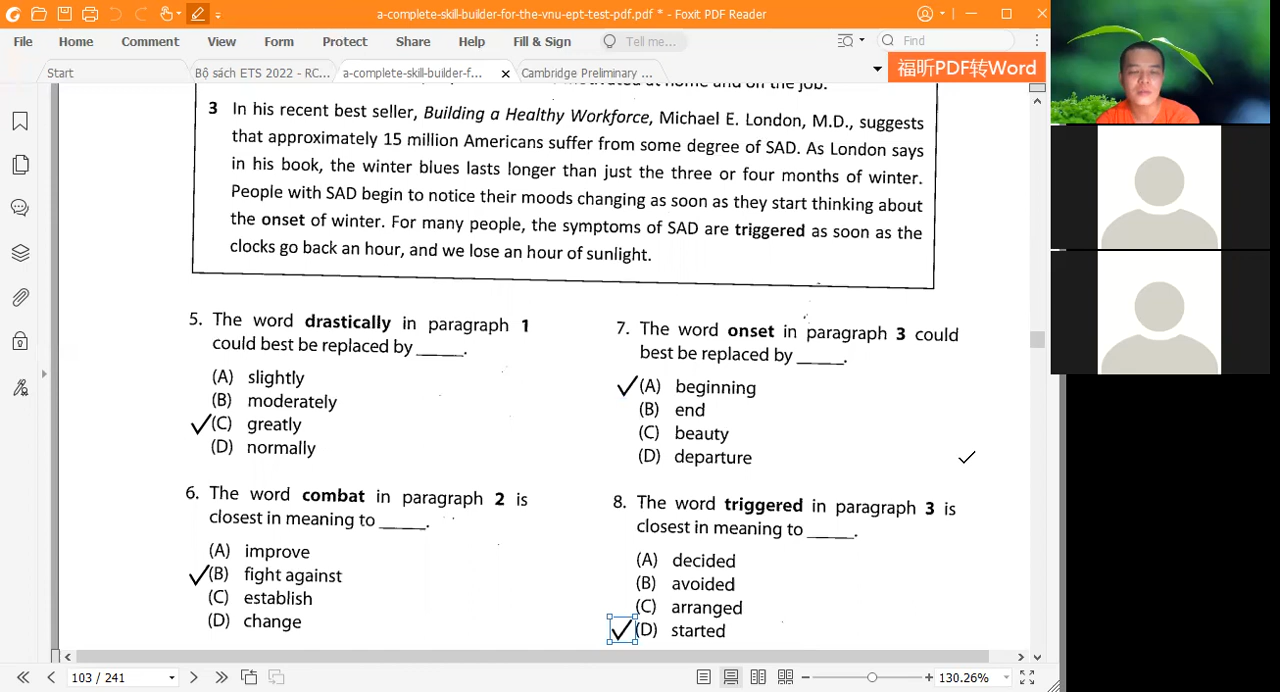 a-complete-skill-builder-for-the-vnu-ept-test-pdf.pdf * - Foxit PDF Reader
File Home Comment View Form Protect Share Help Fill & Sign Tell me... Find
Start Bộ sách ETS 2022 - RC... a-complete-skill-builder-f... Cambridge Preliminary ... 福昕PDF转Word
at home and on the job.
3 In his recent best seller, Building a Healthy Workforce, Michael E. London, M.D., suggests
that approximately 15 million Americans suffer from some degree of SAD. As London says
in his book, the winter blues lasts longer than just the three or four months of winter.
People with SAD begin to notice their moods changing as soon as they start thinking about
the onset of winter. For many people, the symptoms of SAD are triggered as soon as the
clocks go back an hour, and we lose an hour of sunlight.
5. The word drastically in paragraph 1
could best be replaced by _____.
(A) slightly
(B) moderately
(C) greatly
(D) normally
6. The word combat in paragraph 2 is
closest in meaning to _____.
(A) improve
(B) fight against
(C) establish
(D) change
7. The word onset in paragraph 3 could
best be replaced by _____.
(A) beginning
(B) end
(C) beauty
(D) departure
8. The word triggered in paragraph 3 is
closest in meaning to _____.
(A) decided
(B) avoided
(C) arranged
(D) started
103 / 241
130.26%